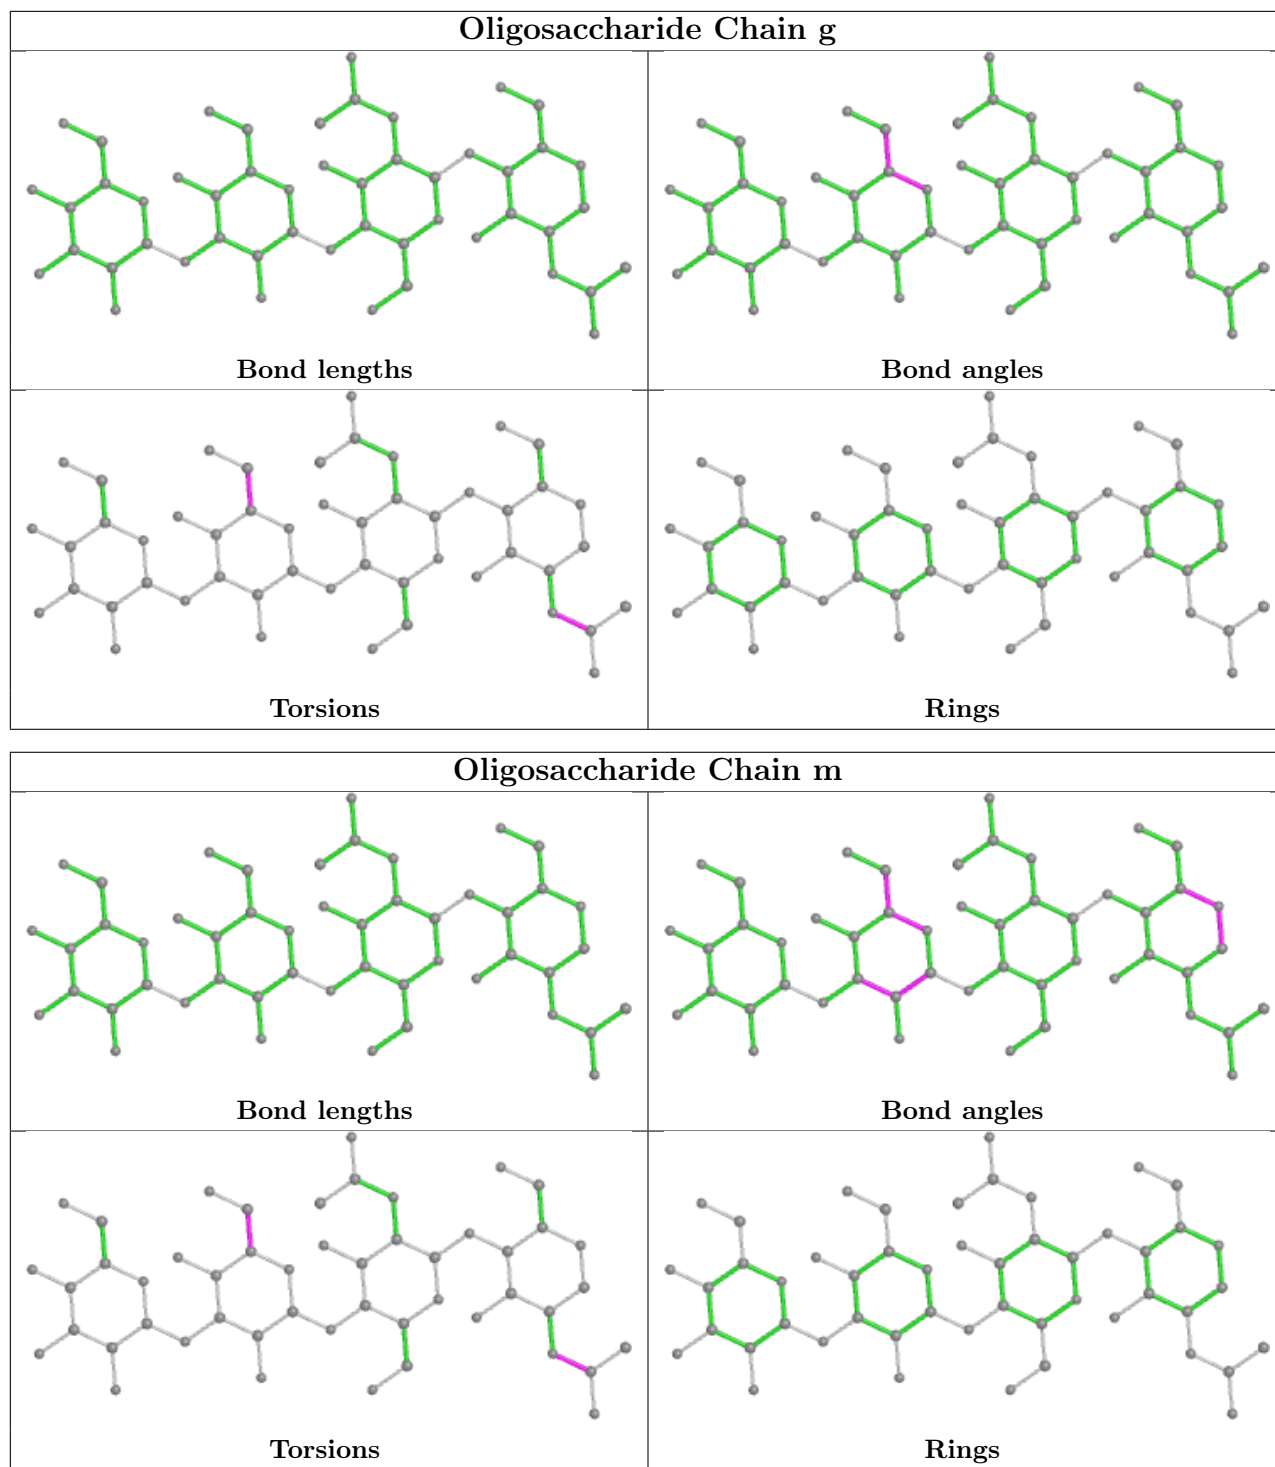 Oligosaccharide Chain g
Bond lengths
Bond angles
Torsions
Rings
Oligosaccharide Chain m
Bond lengths
Bond angles
Torsions
Rings